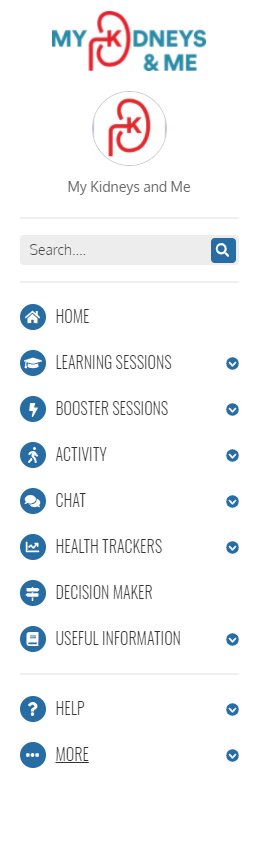 MY KDNEYS
& ME
K
My Kidneys and Me
Search....
HOME
LEARNING SESSIONS
BOOSTER SESSIONS
ACTIVITY
CHAT
HEALTH TRACKERS
DECISION MAKER
USEFUL INFORMATION
HELP
MORE